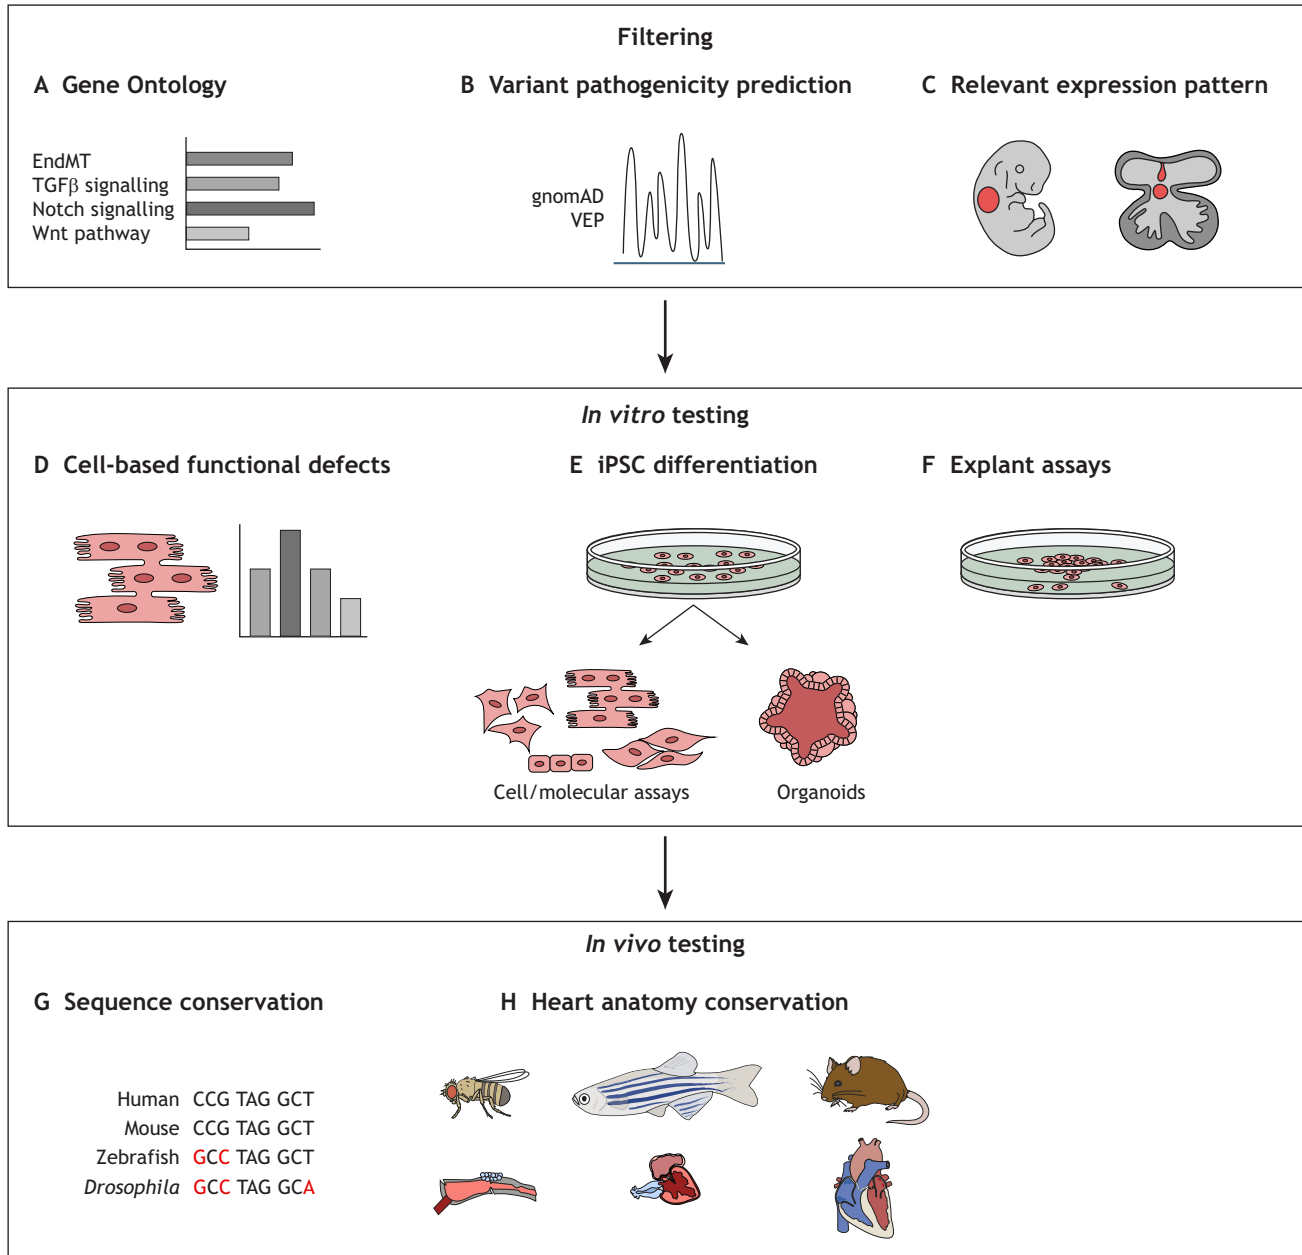 Filtering
A Gene Ontology
B Variant pathogenicity prediction
C Relevant expression pattern
EndMT
TGFβ signalling
Notch signalling
Wnt pathway
gnomAD
VEP
In vitro testing
D Cell-based functional defects
E iPSC differentiation
F Explant assays
Cell/molecular assays
Organoids
In vivo testing
G Sequence conservation
H Heart anatomy conservation
Human CCG TAG GCT
Mouse CCG TAG GCT
Zebrafish GCC TAG GCT
Drosophila GCC TAG GCA